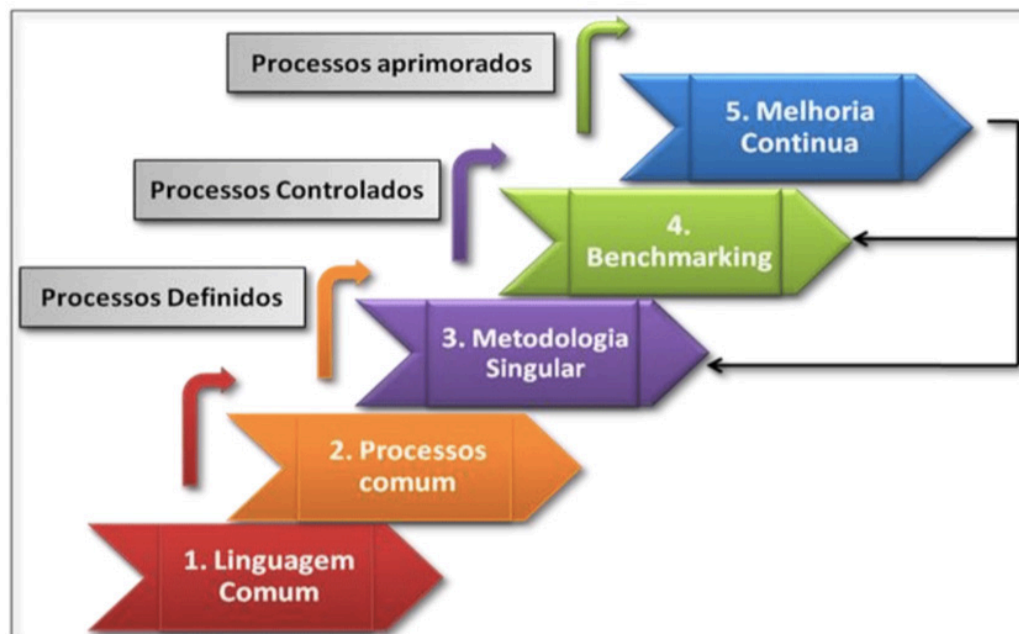 Processos aprimorados
5. Melhoria
Continua
Processos Controlados
4.
Benchmarking
Processos Definidos
3. Metodologia
Singular
2. Processos
comum
1. Linguagem
Comum